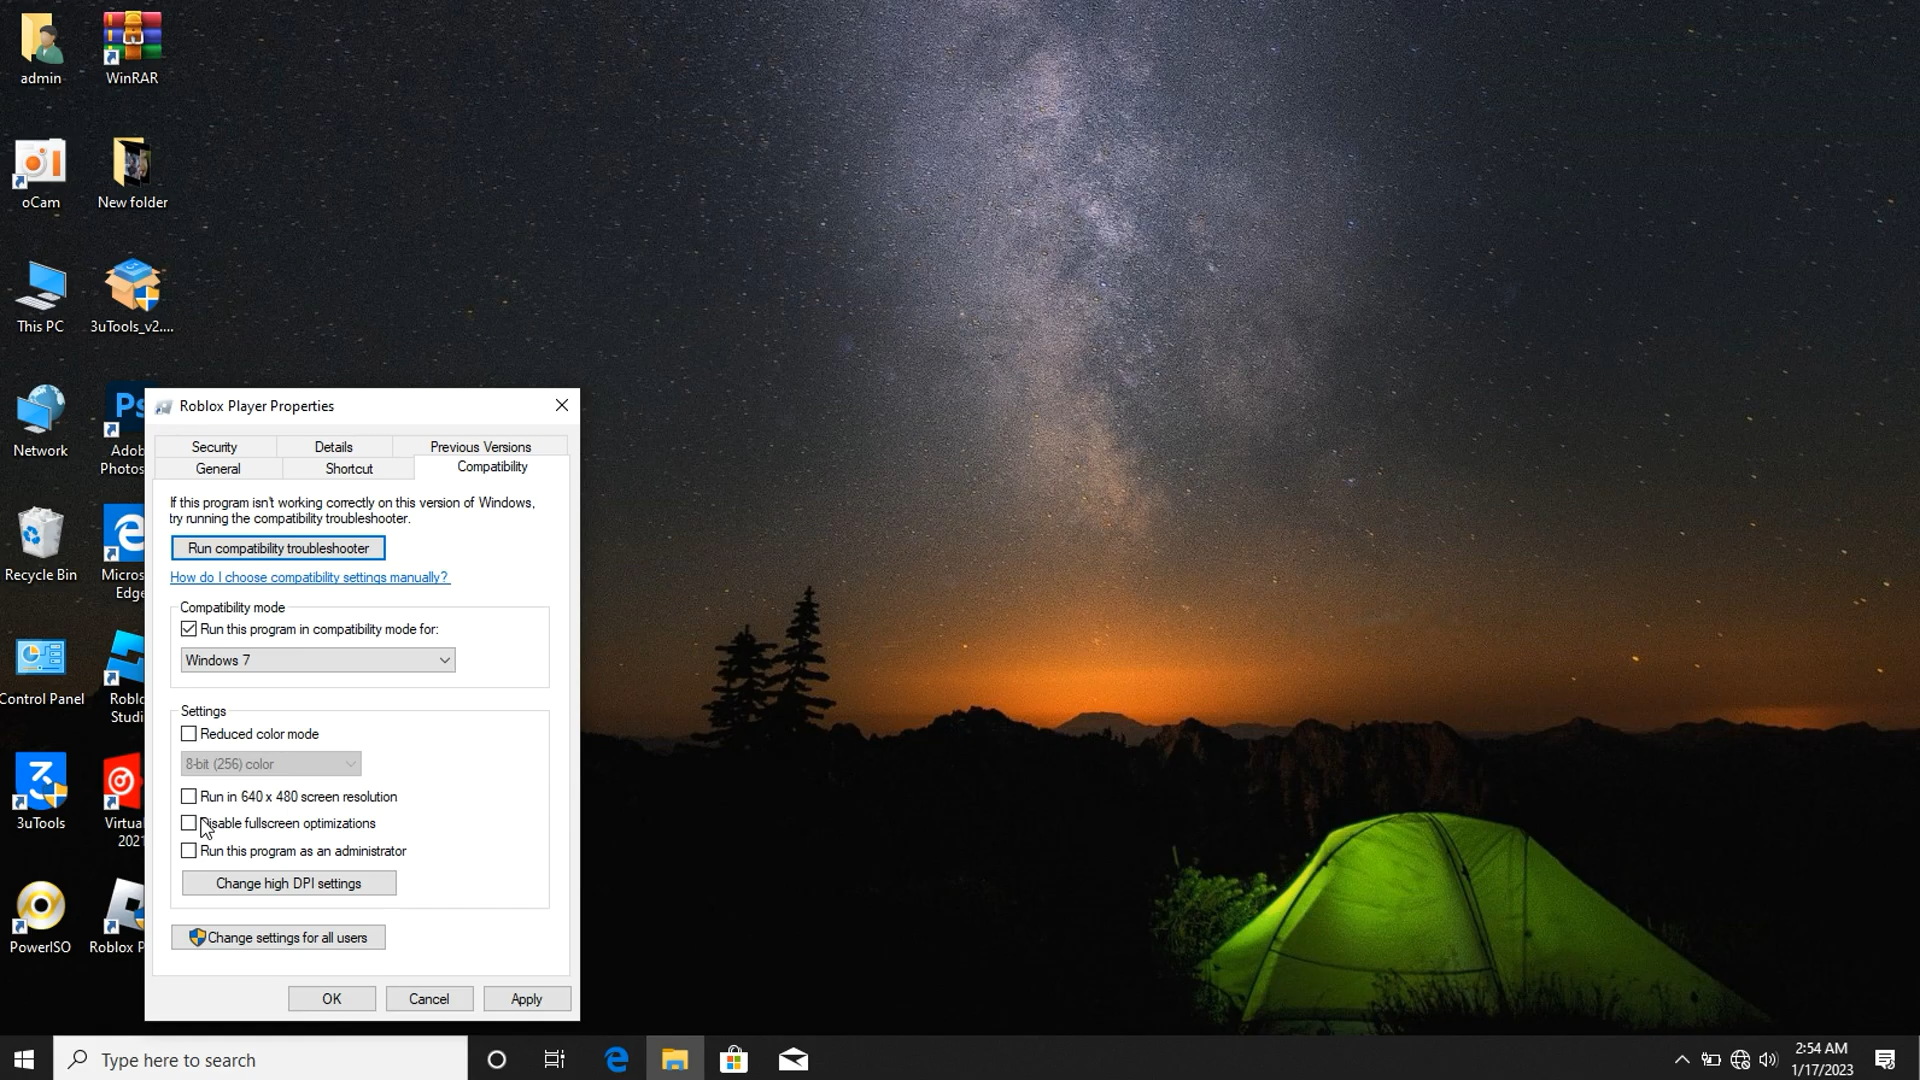 admin
WinRAR
oCam
New folder
This PC
3uTools_v2....
Network
Ps
Adob
Photos
Recycle Bin
Micros
Edge
Control Panel
Roblo
Studi
3uTools
Virtua
2021
PowerISO
Roblox P
Roblox Player Properties
Security
Details
Previous Versions
General
Shortcut
Compatibility
If this program isn't working correctly on this version of Windows,
try running the compatibility troubleshooter.
Run compatibility troubleshooter
How do I choose compatibility settings manually?
Compatibility mode
Run this program in compatibility mode for:
Windows 7
Settings
Reduced color mode
8-bit (256) color
Run in 640 x 480 screen resolution
Disable fullscreen optimizations
Run this program as an administrator
Change high DPI settings
Change settings for all users
OK
Cancel
Apply
Type here to search
2:54 AM
1/17/2023